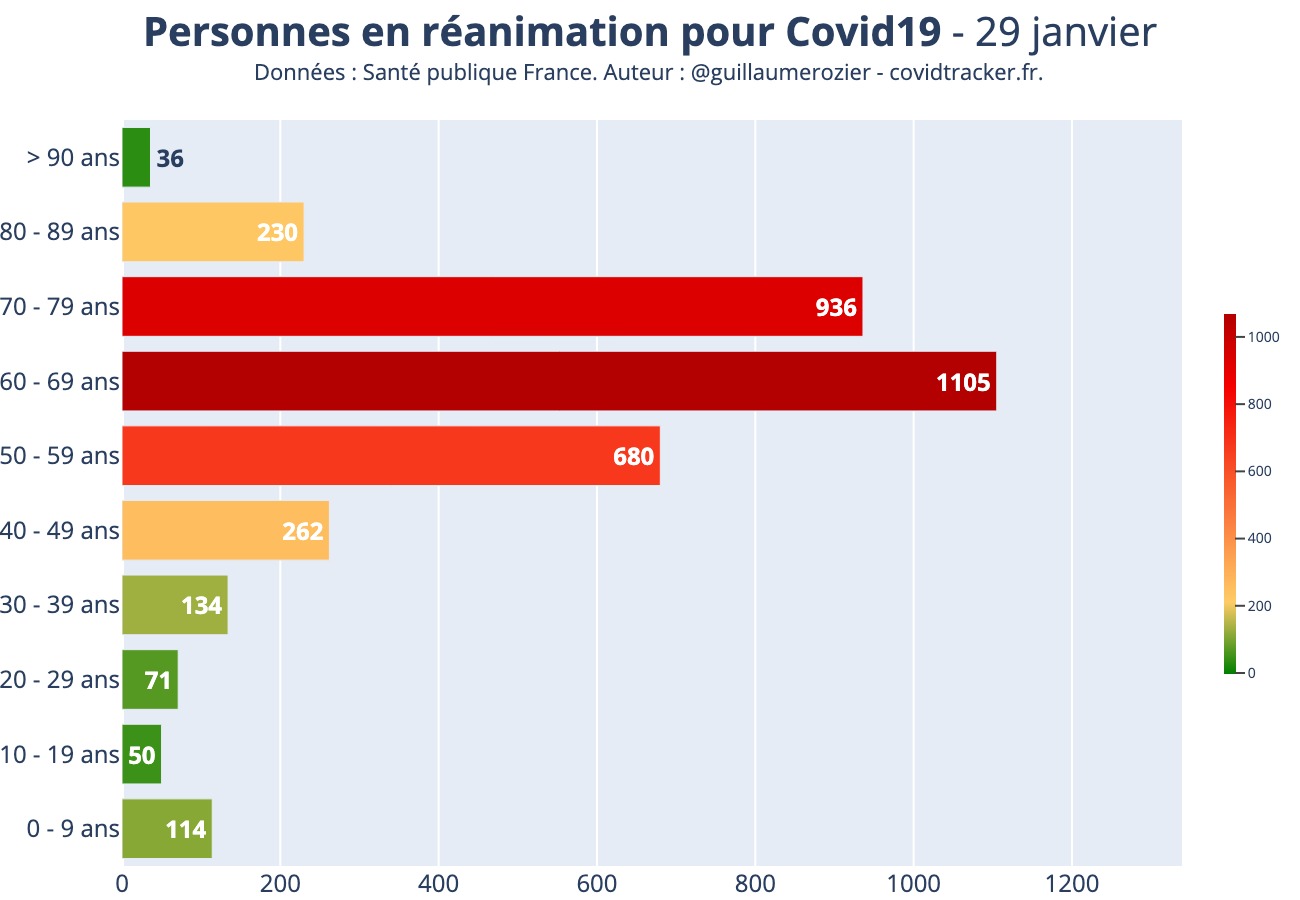 Personnes en réanimation pour Covid19 - 29 janvier
Données : Santé publique France. Auteur : @guillaumerozier - covidtracker.fr.
> 90 ans 36
80 - 89 ans 230
70 - 79 ans 936
60 - 69 ans 1105
50 - 59 ans 680
40 - 49 ans 262
30 - 39 ans 134
20 - 29 ans 71
10 - 19 ans 50
0 - 9 ans 114
0 200 400 600 800 1000 1200
1000
800
600
400
200
0